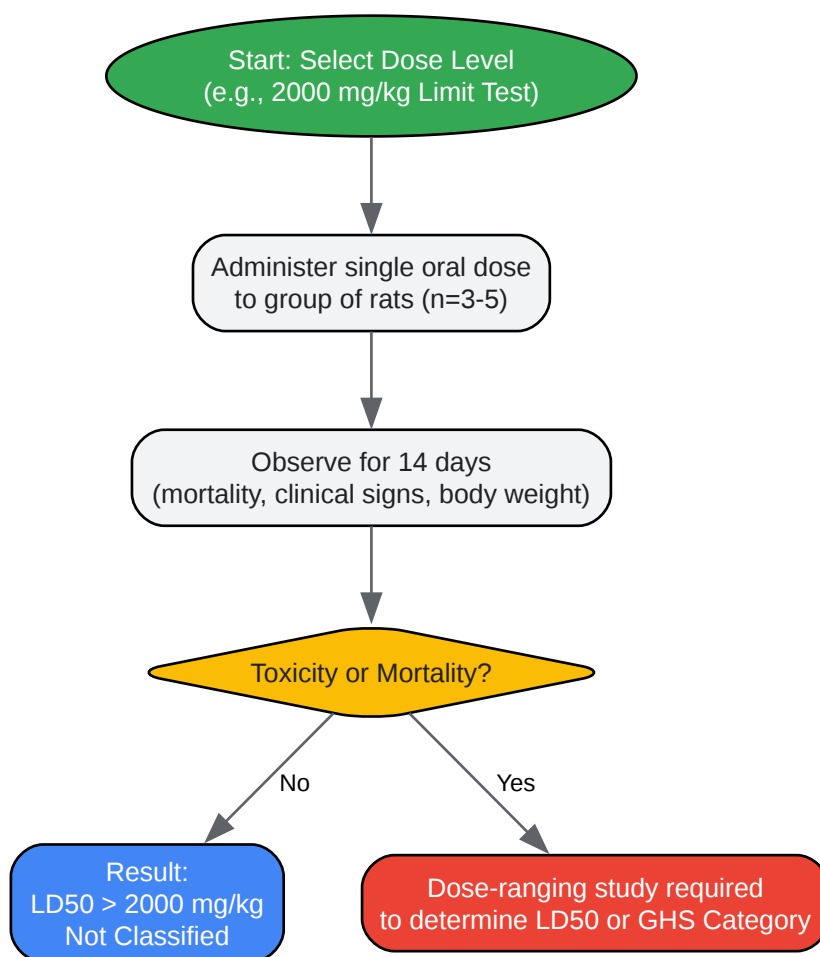 Start: Select Dose Level
(e.g., 2000 mg/kg Limit Test)
Administer single oral dose
to group of rats (n=3-5)
Observe for 14 days
(mortality, clinical signs, body weight)
Toxicity or Mortality?
No
Yes
Result:
LD50 > 2000 mg/kg
Not Classified
Dose-ranging study required
to determine LD50 or GHS Category